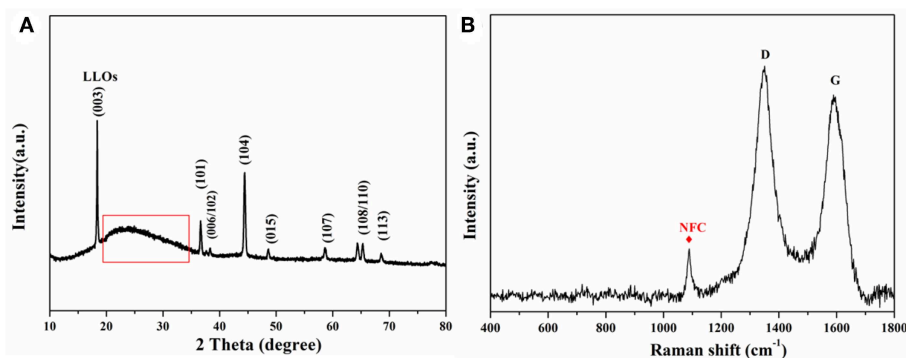 A
LLOs
(003)
(101)
(006/102)
(104)
(015)
(107)
(108/110)
(113)
Intensity(a.u.)
10 20 30 40 50 60 70 80
2 Theta (degree)
B
D
G
NFC
Intensity (a.u.)
400 600 800 1000 1200 1400 1600 1800
Raman shift (cm⁻¹)